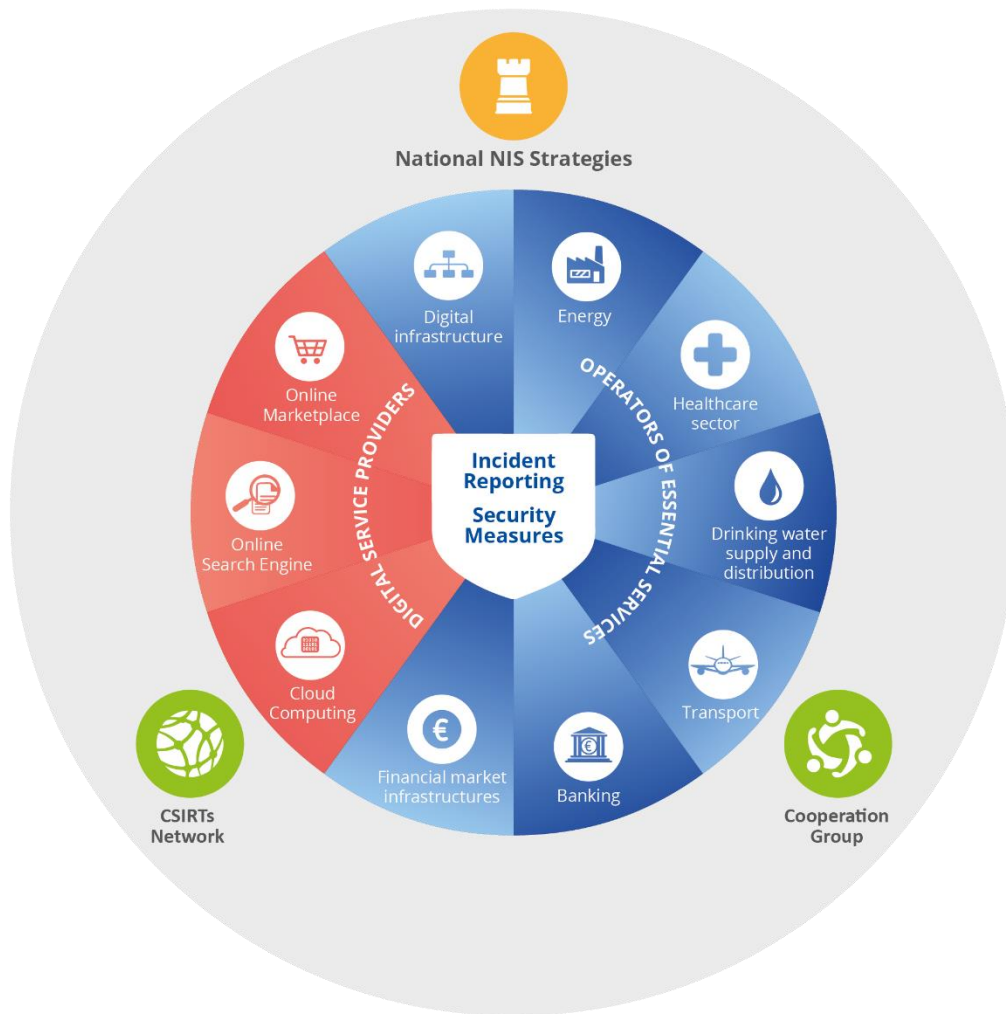 National NIS Strategies
Digital
infrastructure
Energy
Online
Marketplace
Healthcare
sector
DIGITAL SERVICE PROVIDERS
OPERATORS OF ESSENTIAL SERVICES
Incident
Reporting
Security
Measures
Online
Search Engine
Drinking water
supply and
distribution
Cloud
Computing
Transport
€
Financial market
infrastructures
€
Banking
CSIRTs
Network
Cooperation
Group